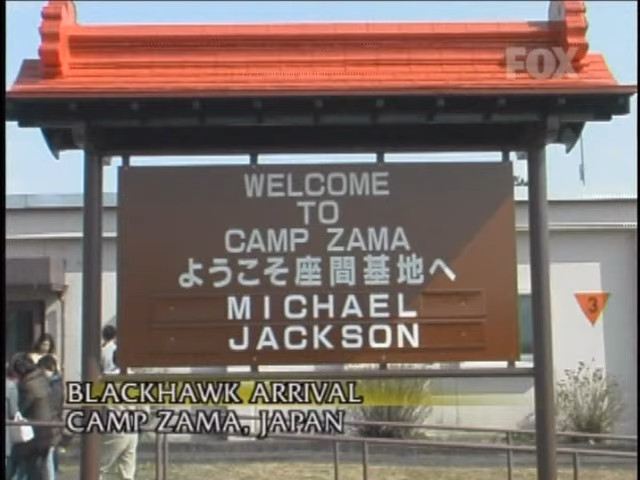 FOX
WELCOME
TO
CAMP ZAMA
ようこそ座間基地へ
MICHAEL
JACKSON
3
BLACKHAWK ARRIVAL
CAMP ZAMA, JAPAN